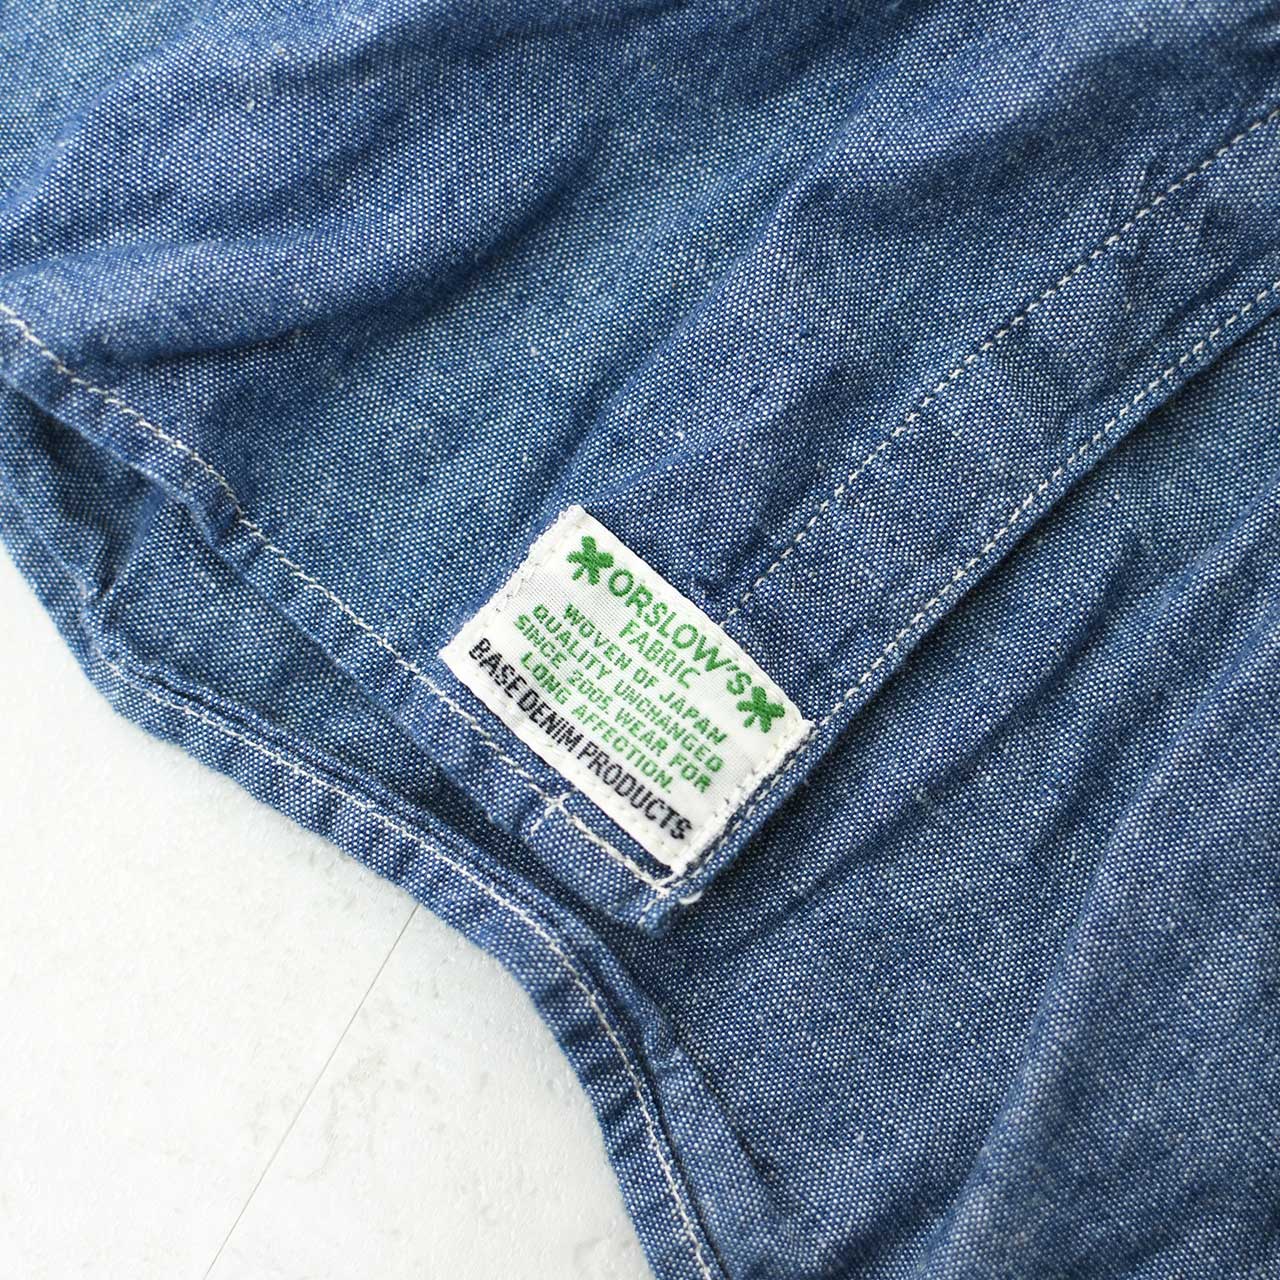 ORSLOW'S
FABRIC
WOVEN OF JAPAN
QUALITY UNCHANGED
SINCE 2005, WEAR FOR
LONG AFFECTION.
BASE DENIM PRODUCTS